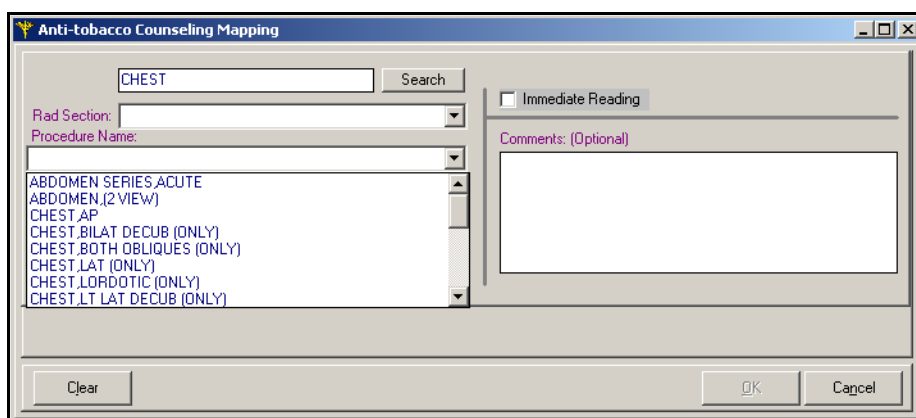 Anti-tobacco Counseling Mapping
CHEST
Search
Rad Section:
Procedure Name:
ABDOMEN SERIES,ACUTE
ABDOMEN,(2 VIEW)
CHEST,AP
CHEST,BILAT DECUB (ONLY)
CHEST,BOTH OBLIQUES (ONLY)
CHEST,LAT (ONLY)
CHEST,LORDOTIC (ONLY)
CHEST,LT LAT DECUB (ONLY)
Immediate Reading
Comments: (Optional)
Clear
OK
Cancel